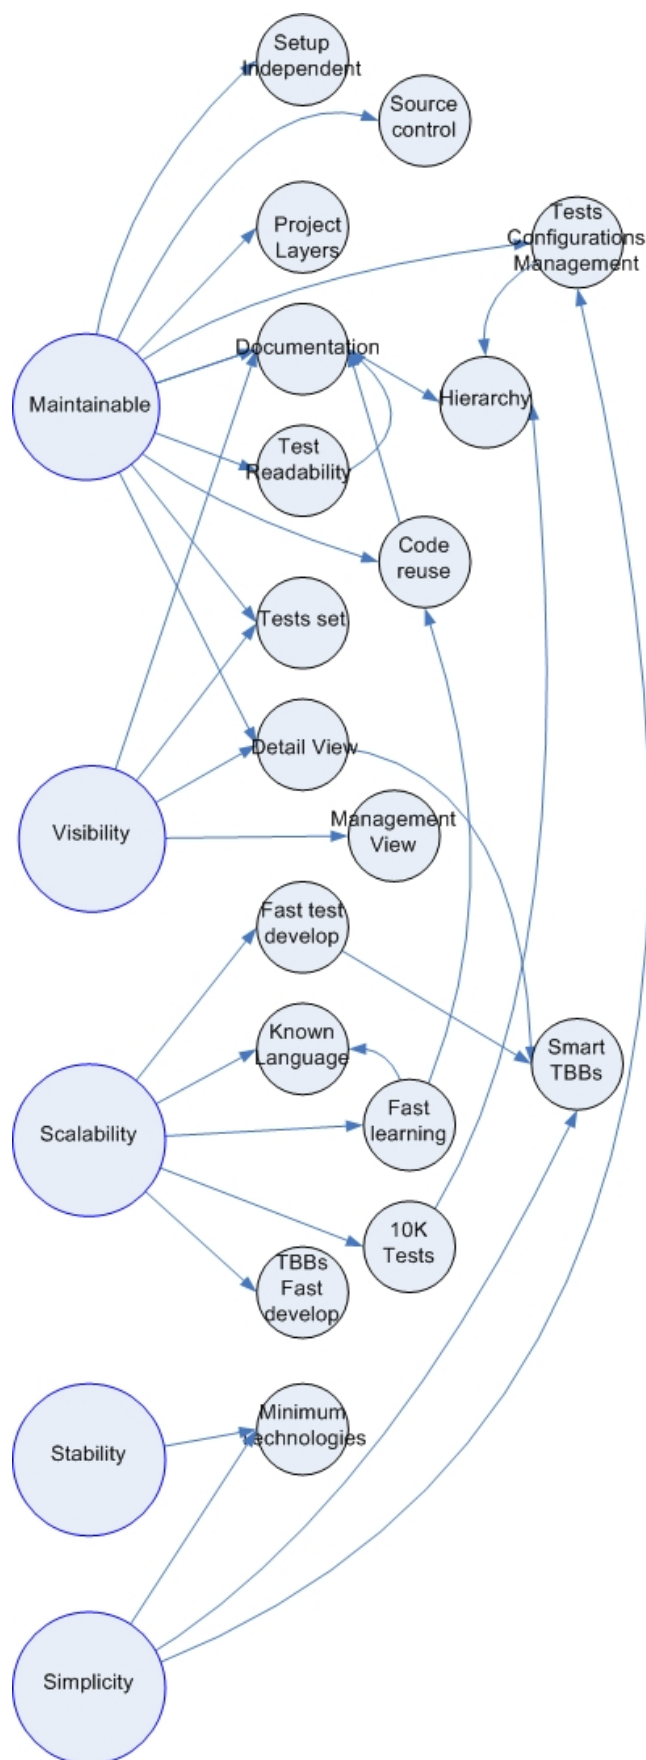 Setup
Independent
Source
control
Project
Layers
Tests
Configurations
Management
Documentation
Maintainable
Hierarchy
Test
Readability
Code
reuse
Tests set
Detail View
Management
View
Visibility
Fast test
develop
Known
Language
Smart
TBBs
Fast
learning
Scalability
10K
Tests
TBBs
Fast
develop
Minimum
technologies
Stability
Simplicity